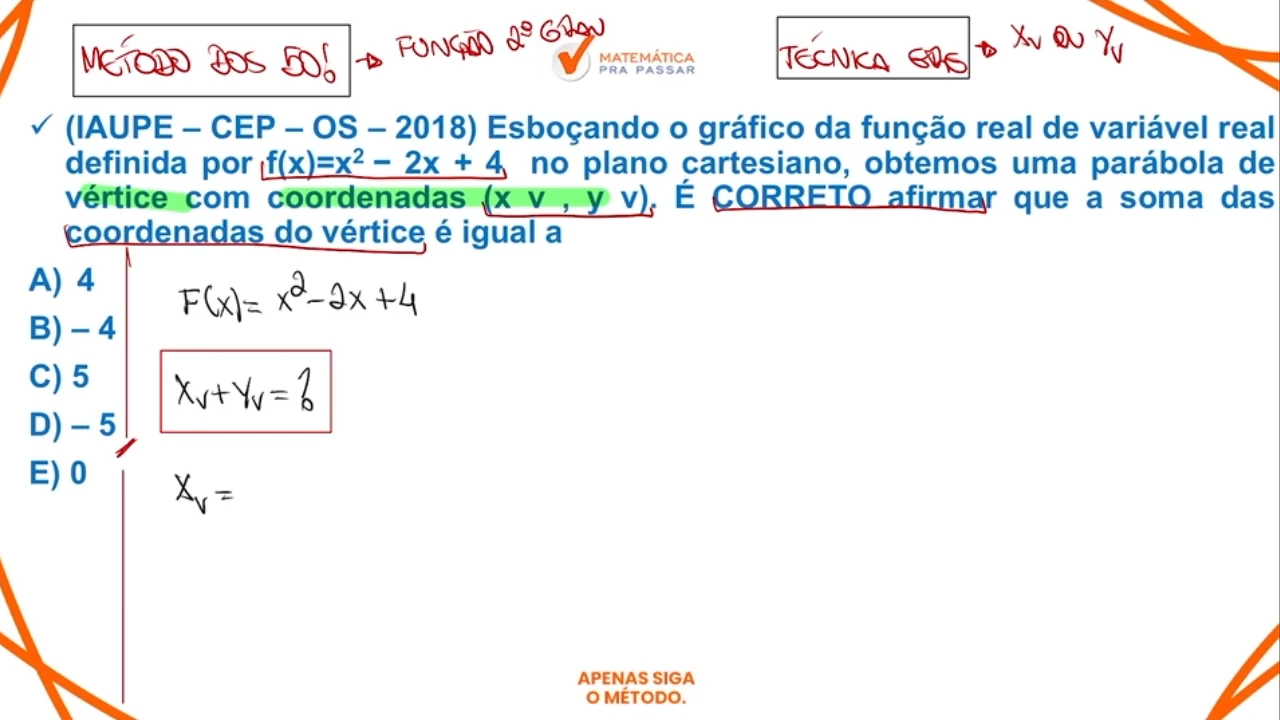 MÉTODO DOS 50! → FUNÇÃO 2º GRAU
MATEMÁTICA
PRA PASSAR
TÉCNICA → Xv OU Yv
✓ (IAUPE – CEP – OS – 2018) Esboçando o gráfico da função real de variável real
definida por f(x)=x² − 2x + 4 no plano cartesiano, obtemos uma parábola de
vértice com coordenadas (x v , y v). É CORRETO afirmar que a soma das
coordenadas do vértice é igual a
A) 4
B) – 4
C) 5
D) – 5
E) 0
F(x)= x²-2x+4
Xv+Yv= ?
Xv =
APENAS SIGA
O MÉTODO.